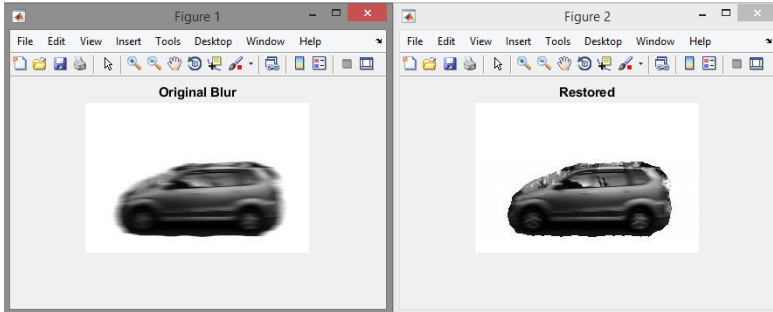 Figure 1
File Edit View Insert Tools Desktop Window Help
Original Blur
Figure 2
File Edit View Insert Tools Desktop Window Help
Restored